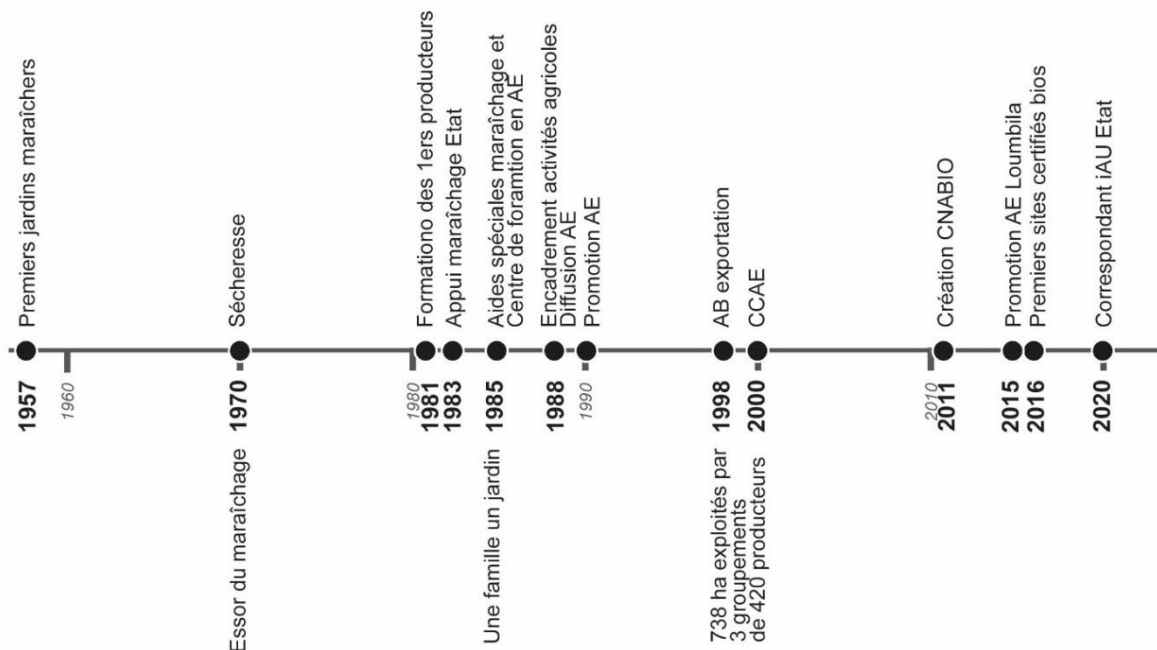 Premiers jardins maraîchers
Sécheresse
Formationo des 1ers producteurs
Appui maraîchage Etat
Aides spéciales maraîchage et
Centre de foramtion en AE
Encadrement activités agricoles
Diffusion AE
Promotion AE
AB exportation
CCAE
Création CNABIO
Promotion AE Loumbila
Premiers sites certifiés bios
Correspondant iAU Etat
1957
1960
1970
1980
1981
1983
1985
1988
1990
1998
2000
2010
2011
2015
2016
2020
Essor du maraîchage
Une famille un jardin
738 ha exploités par
3 groupements
de 420 producteurs